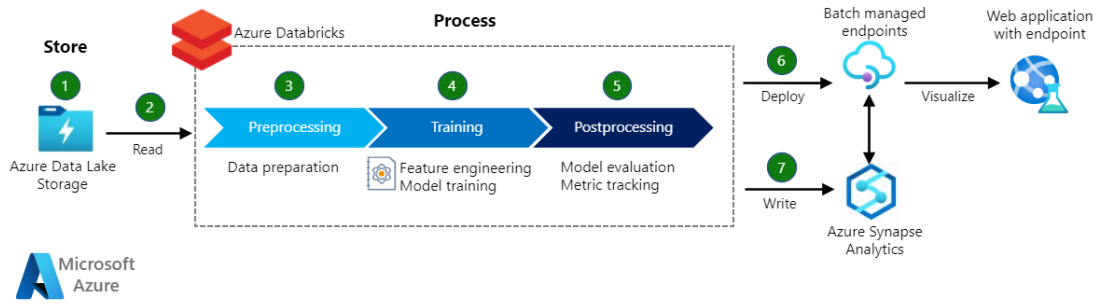 Process
Azure Databricks
Batch managed
endpoints
Web application
with endpoint
Store
1
2
3
4
5
6
7
Read
Preprocessing
Training
Postprocessing
Deploy
Visualize
Azure Data Lake
Storage
Data preparation
Feature engineering
Model training
Model evaluation
Metric tracking
Write
Azure Synapse
Analytics
Microsoft
Azure